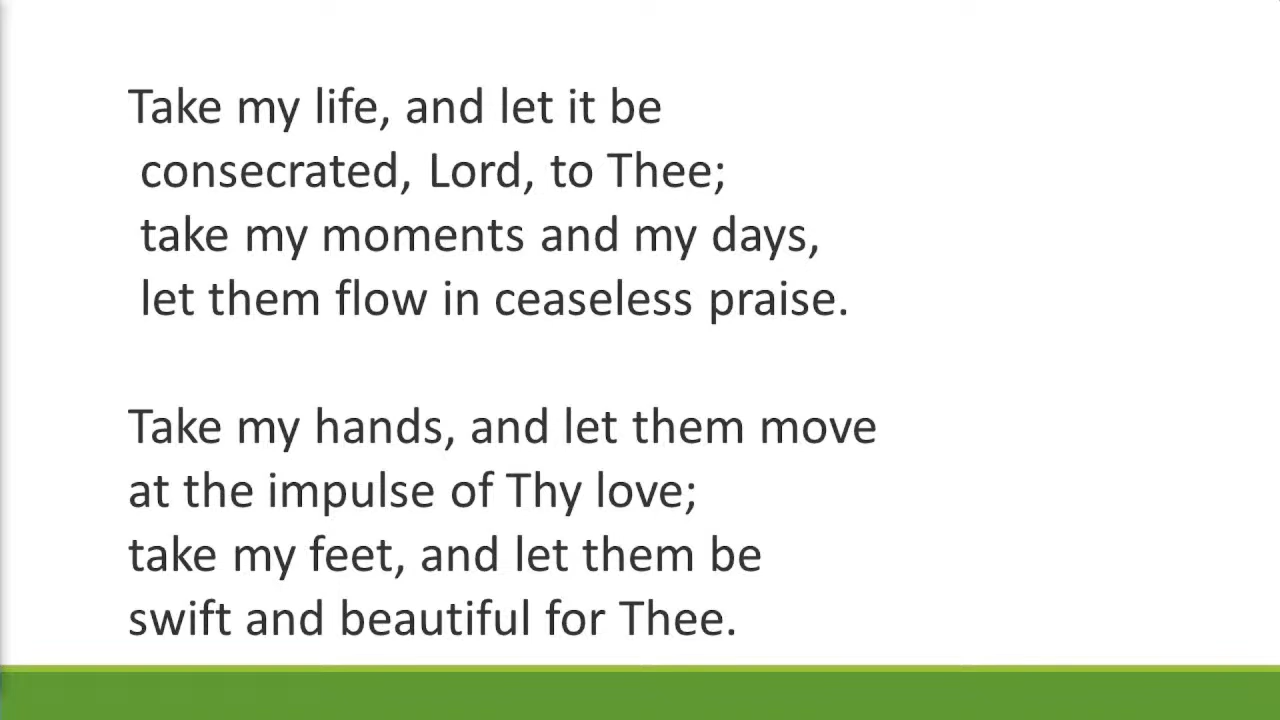 Take my life, and let it be
consecrated, Lord, to Thee;
take my moments and my days,
let them flow in ceaseless praise.
Take my hands, and let them move
at the impulse of Thy love;
take my feet, and let them be
swift and beautiful for Thee.